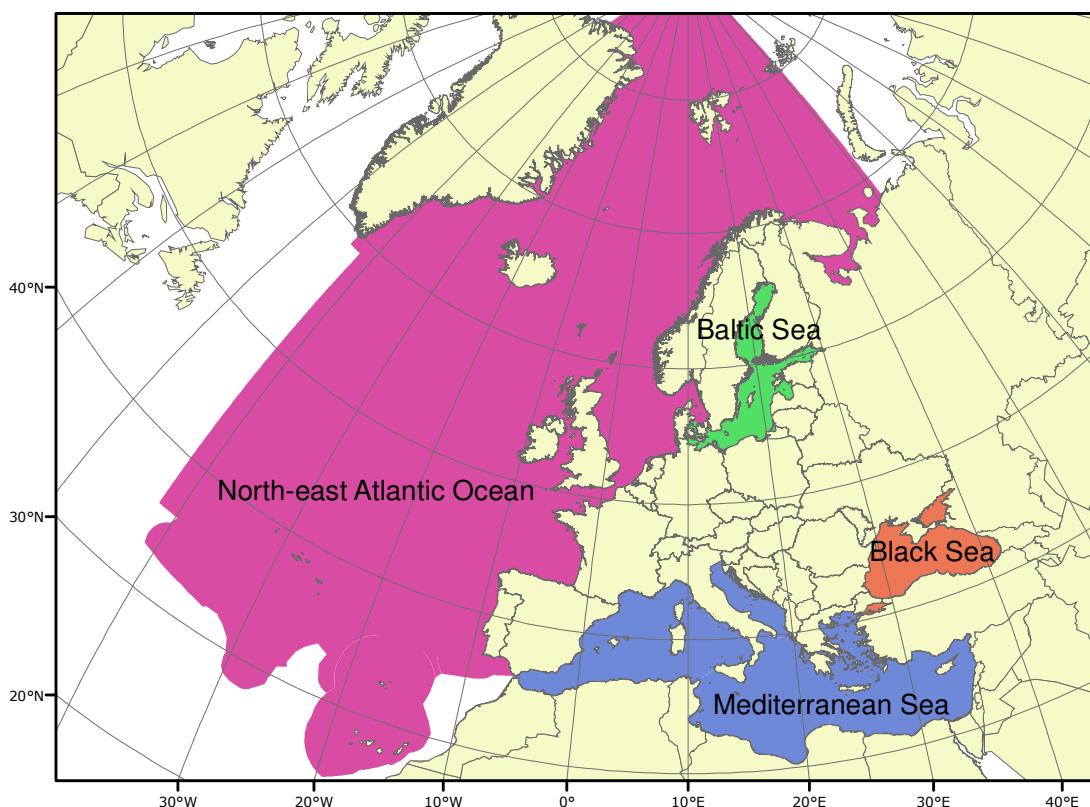 40°N
Baltic Sea
North-east Atlantic Ocean
30°N
Black Sea
20°N
Mediterranean Sea
30°W
20°W
10°W
0°
10°E
20°E
30°E
40°E